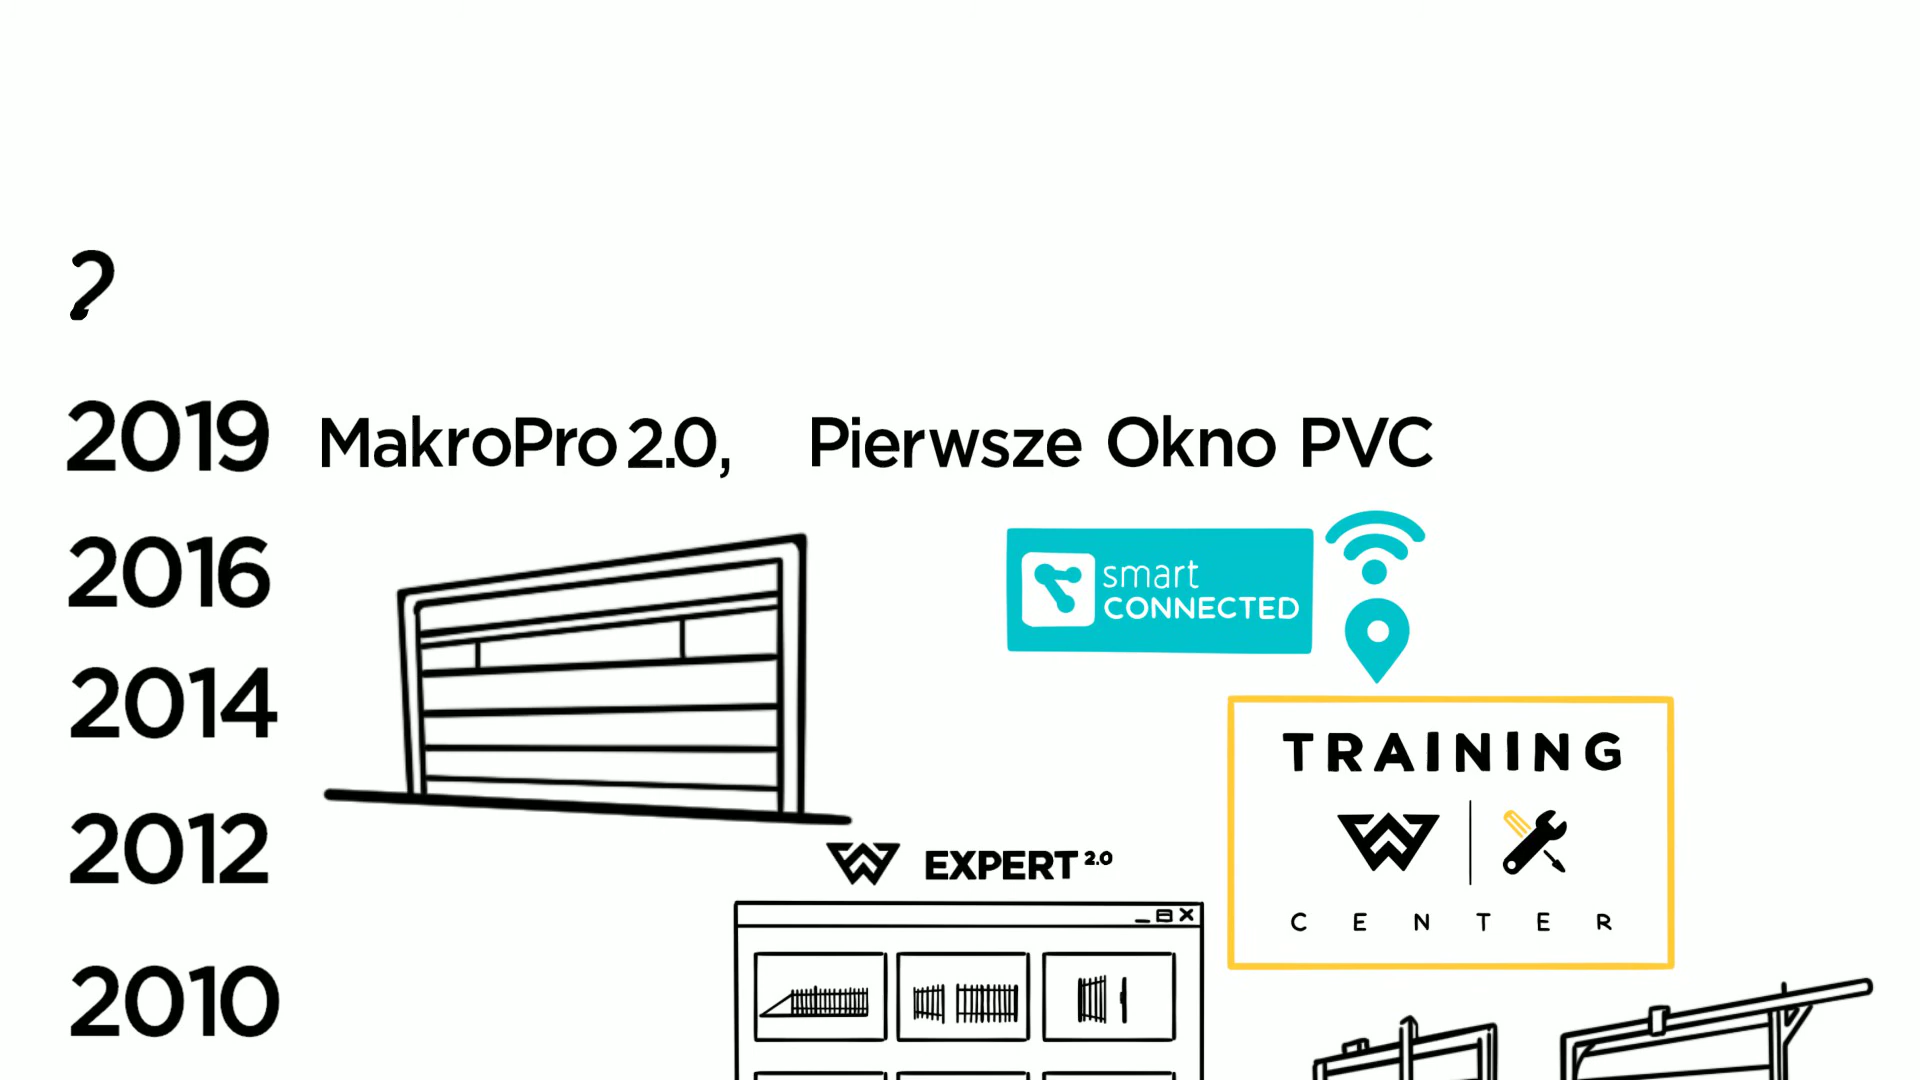 ?
2019 MakroPro 2.0, Pierwsze Okno PVC
2016
smart
CONNECTED
2014
TRAINING
2012
EXPERT 2.0
CENTER
2010